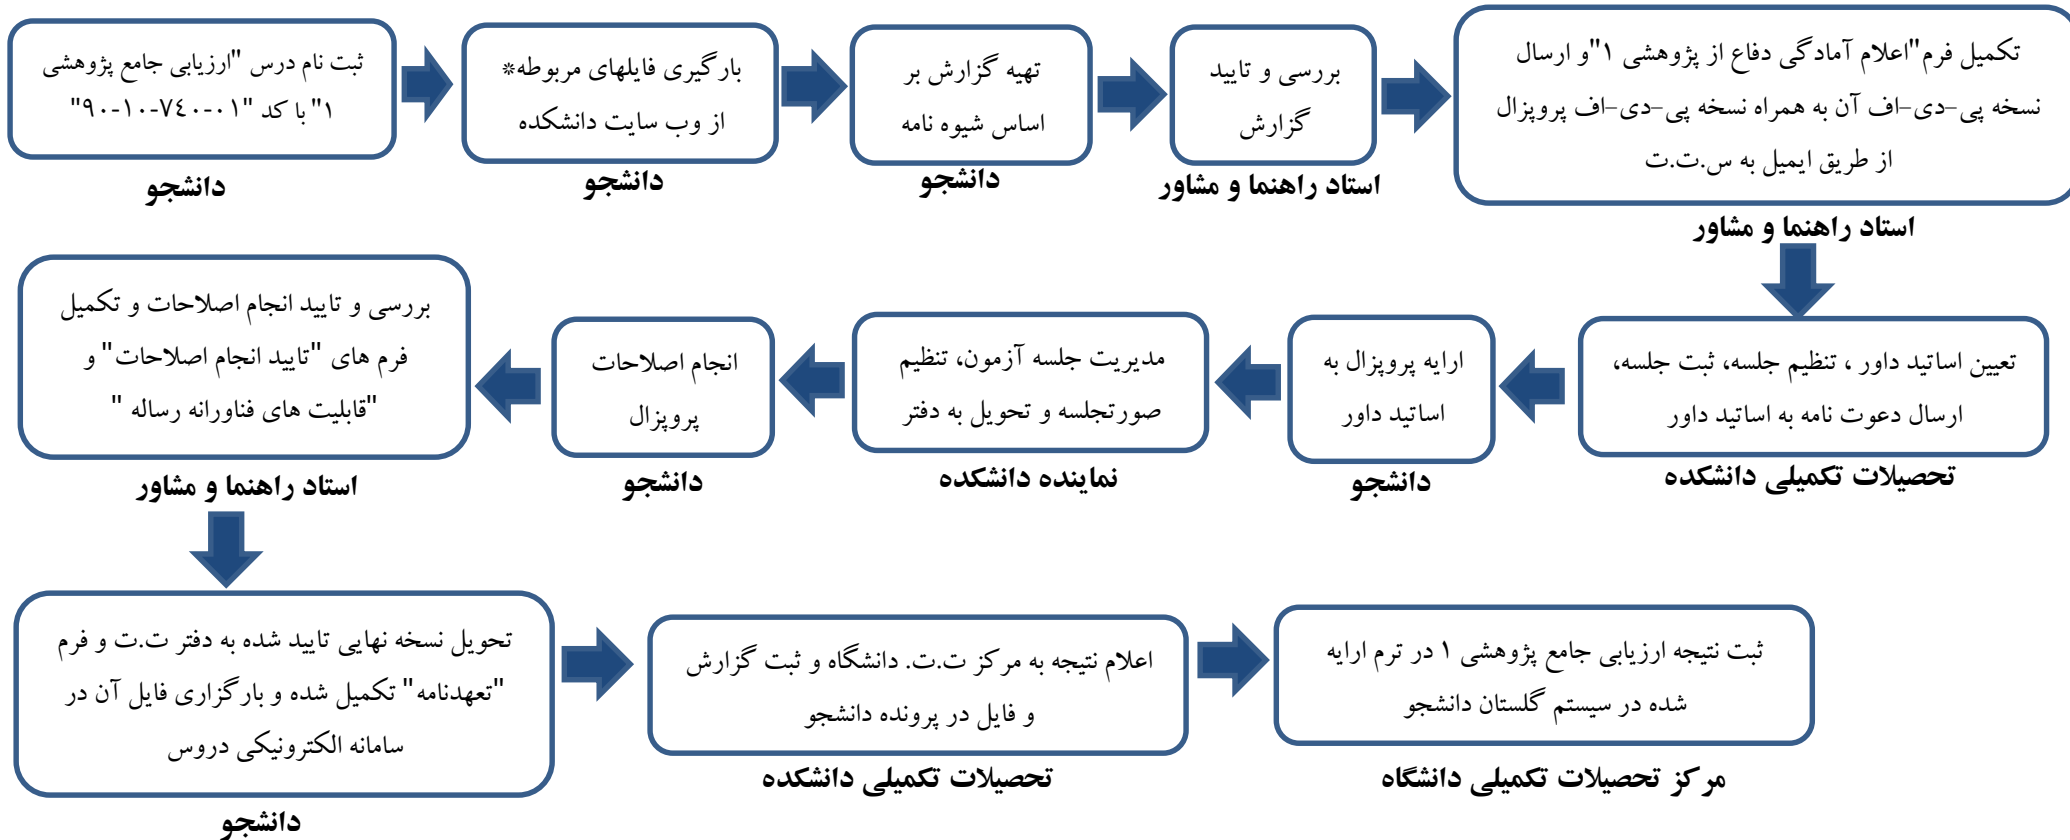 ثبت نام درس "ارزیابی جامع پژوهشی
۱" با کد "۰۱-۷٤۰-۱۰-۹۰"
دانشجو
بارگیری فایلهای مربوطه*
از وب سایت دانشکده
دانشجو
تهیه گزارش بر
اساس شیوه نامه
دانشجو
بررسی و تایید
گزارش
استاد راهنما و مشاور
تکمیل فرم"اعلام آمادگی دفاع از پژوهشی ۱"و ارسال
نسخه پی-دی-اف آن به همراه نسخه پی-دی-اف پروپزال
از طریق ایمیل به س.ت.ت
استاد راهنما و مشاور
تعیین اساتید داور ، تنظیم جلسه، ثبت جلسه،
ارسال دعوت نامه به اساتید داور
تحصیلات تکمیلی دانشکده
ارایه پروپزال به
اساتید داور
دانشجو
مدیریت جلسه آزمون، تنظیم
صورتجلسه و تحویل به دفتر
نماینده دانشکده
انجام اصلاحات
پروپزال
دانشجو
بررسی و تایید انجام اصلاحات و تکمیل
فرم های "تایید انجام اصلاحات" و
"قابلیت های فناورانه رساله "
استاد راهنما و مشاور
تحویل نسخه نهایی تایید شده به دفتر ت.ت و فرم
"تعهدنامه" تکمیل شده و بارگزاری فایل آن در
سامانه الکترونیکی دروس
دانشجو
اعلام نتیجه به مرکز ت.ت. دانشگاه و ثبت گزارش
و فایل در پرونده دانشجو
تحصیلات تکمیلی دانشکده
ثبت نتیجه ارزیابی جامع پژوهشی ۱ در ترم ارایه
شده در سیستم گلستان دانشجو
مرکز تحصیلات تکمیلی دانشگاه